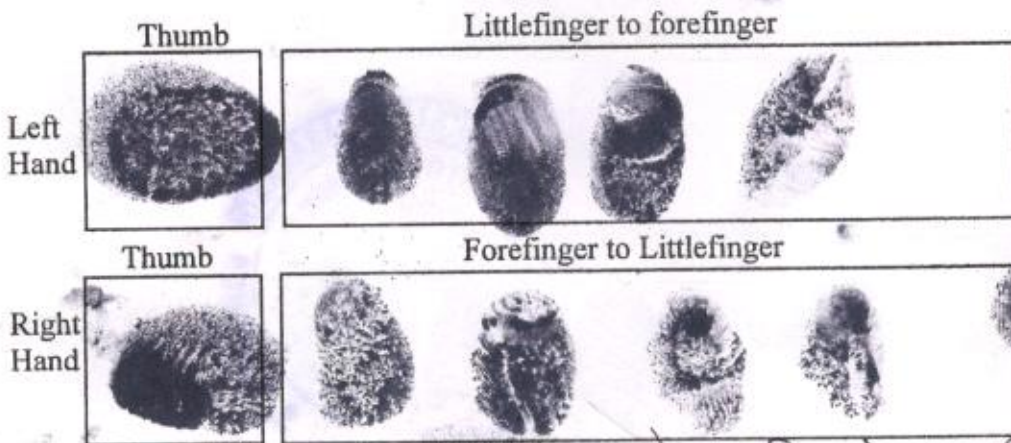 Thumb
Littlefinger to forefinger
Left
Hand
Thumb
Forefinger to Littlefinger
Right
Hand